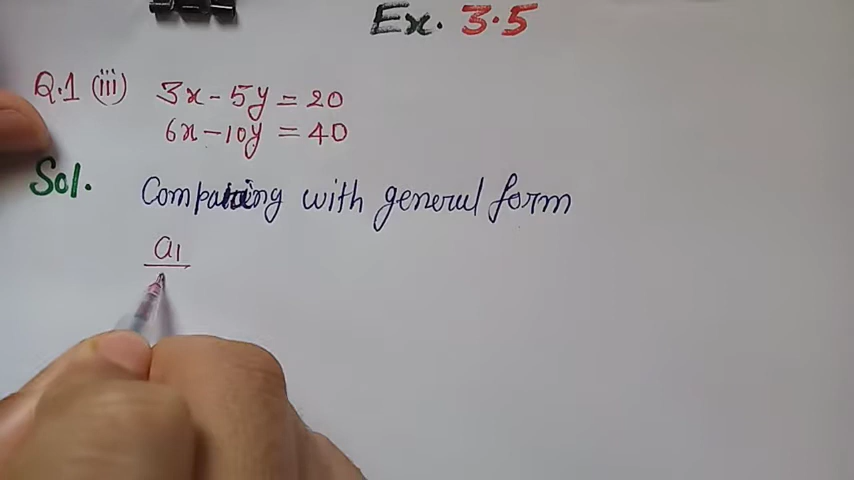 Ex. 3.5
Q.1 (iii) 3x - 5y = 20
6x - 10y = 40
Sol. Comparing with general form
a1